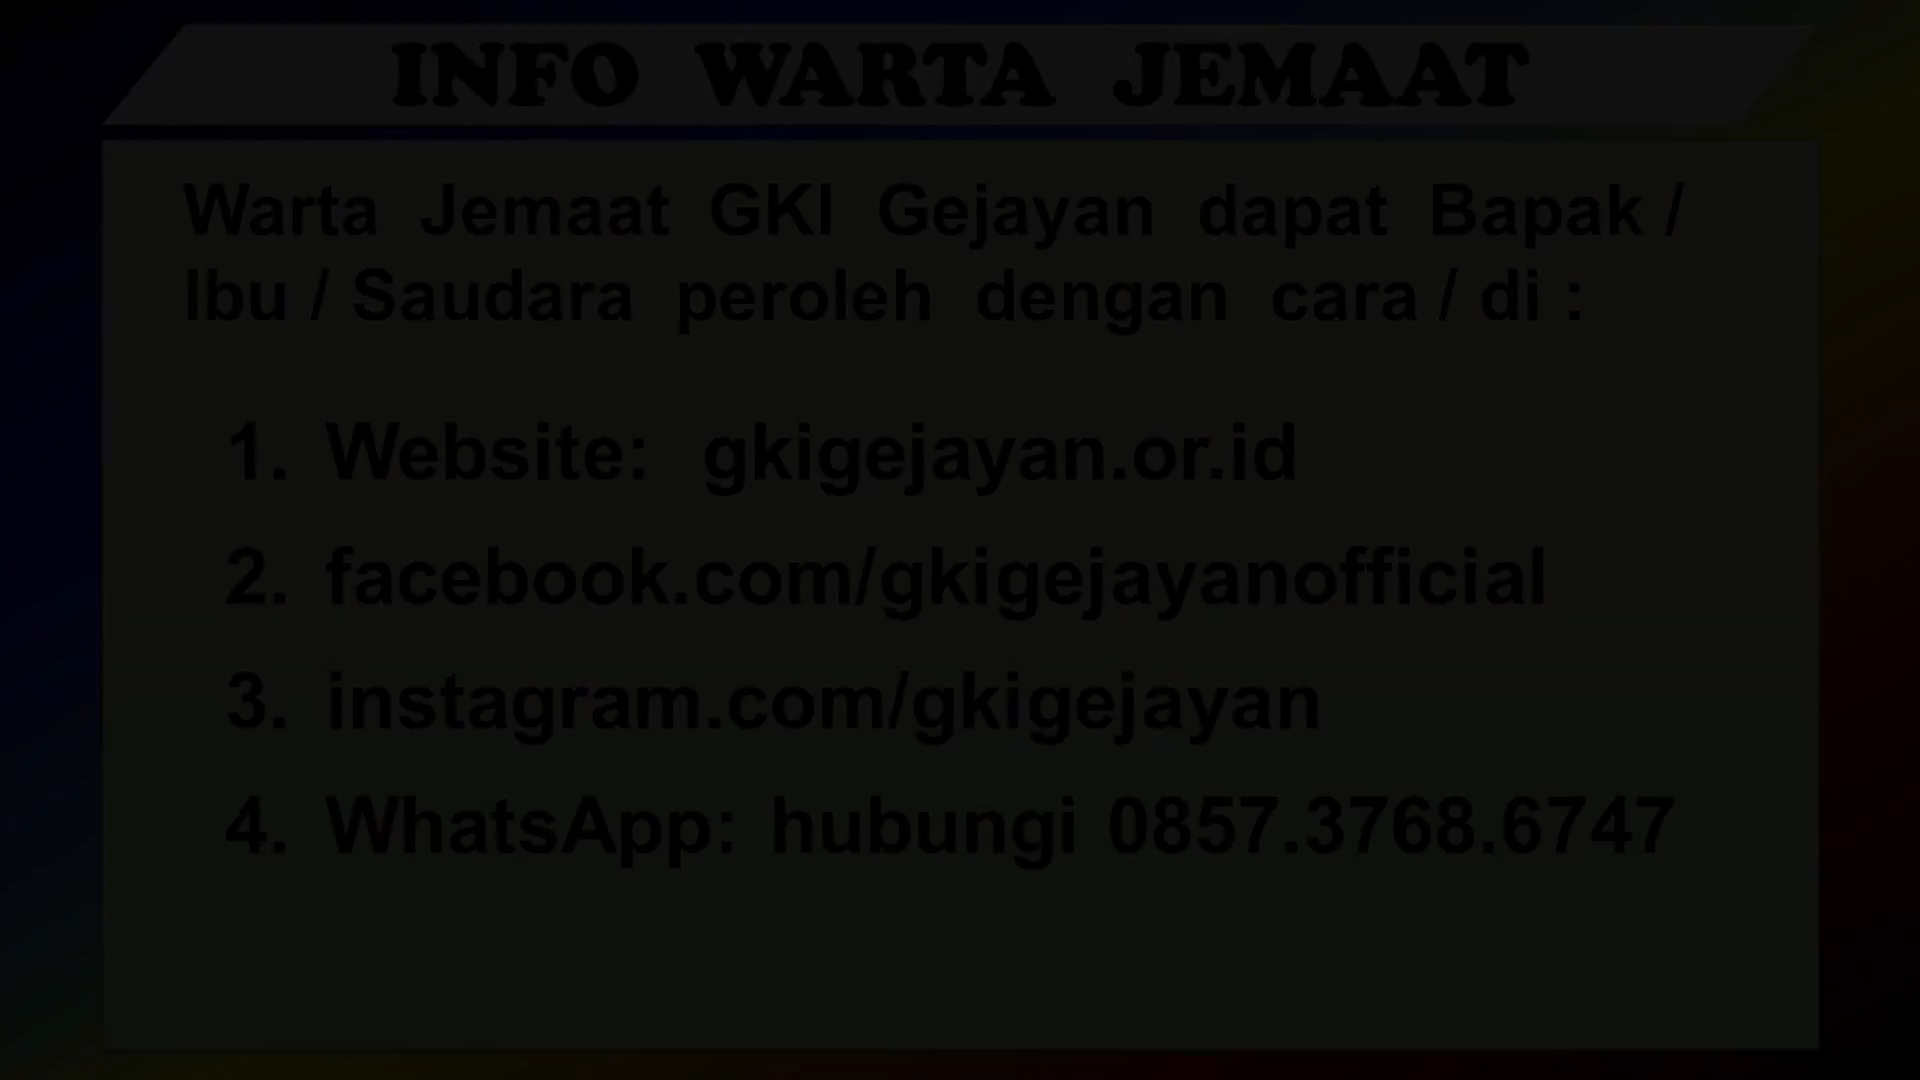 INFO WARTA JEMAAT
Warta Jemaat GKI Gejayan dapat Bapak /
Ibu / Saudara peroleh dengan cara / di :
1. Website: gkigejayan.or.id
2. facebook.com/gkigejayanofficial
3. instagram.com/gkigejayan
4. WhatsApp: hubungi 0857.3768.6747